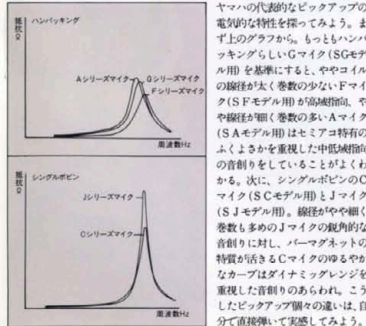 抵抗Ω
ハンバッキング
Aシリーズマイク
Gシリーズマイク
Fシリーズマイク
周波数Hz
抵抗Ω
シングルボビン
Jシリーズマイク
Cシリーズマイク
周波数Hz
ヤマハの代表的なピックアップの
電気的な特性を探ってみよう。ま
ず上のグラフから。もっともハンバ
ッキングらしいGマイク(SGモデ
ル用)を基準にすると、ややコイル
の線径が太く巻数の少ないFマイ
ク(SFモデル用)が高域指向、や
や線径が細く巻数の多いAマイク
(SAモデル用)はセミアコ特有の
ふくよさかを重視した中低域指向
の音創りをしていることがよくわ
かる。次に、シングルボビンのC
マイク(SCモデル用)とJマイク
(SJモデル用)。線径がやや細く
巻数も多めのJマイクの鋭角的な
音創りに対し、バーマグネットの
特質が活きるCマイクのゆるやか
なカーブはダイナミッグレンジを
重視した音創りのあらわれ。こう
したピックアップ個々の違いは、自
分で直接弾いて実感してみよう。